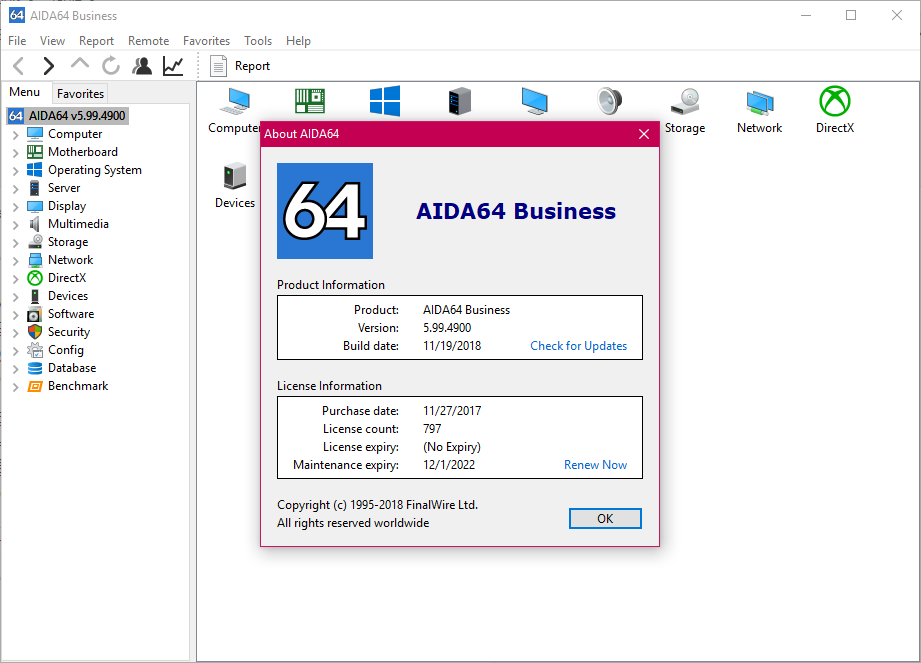 64 AIDA64 Business
File View Report Remote Favorites Tools Help
Report
Menu Favorites
64 AIDA64 v5.99.4900
Computer
Motherboard
Operating System
Server
Display
Multimedia
Storage
Network
DirectX
Devices
Software
Security
Config
Database
Benchmark
Computer
Storage Network DirectX
Devices
About AIDA64
64
AIDA64 Business
Product Information
Product: AIDA64 Business
Version: 5.99.4900
Build date: 11/19/2018 Check for Updates
License Information
Purchase date: 11/27/2017
License count: 797
License expiry: (No Expiry)
Maintenance expiry: 12/1/2022 Renew Now
Copyright (c) 1995-2018 FinalWire Ltd.
All rights reserved worldwide
OK